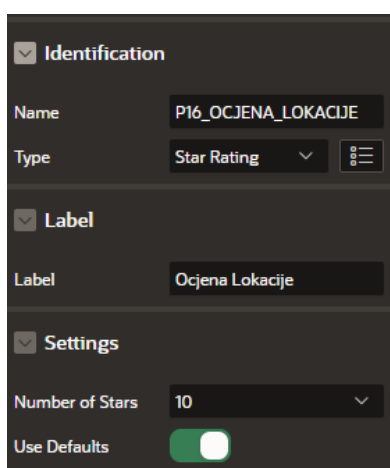 Identification
Name P16_OCJENA_LOKACIJE
Type Star Rating
Label
Label Ocjena Lokacije
Settings
Number of Stars 10
Use Defaults